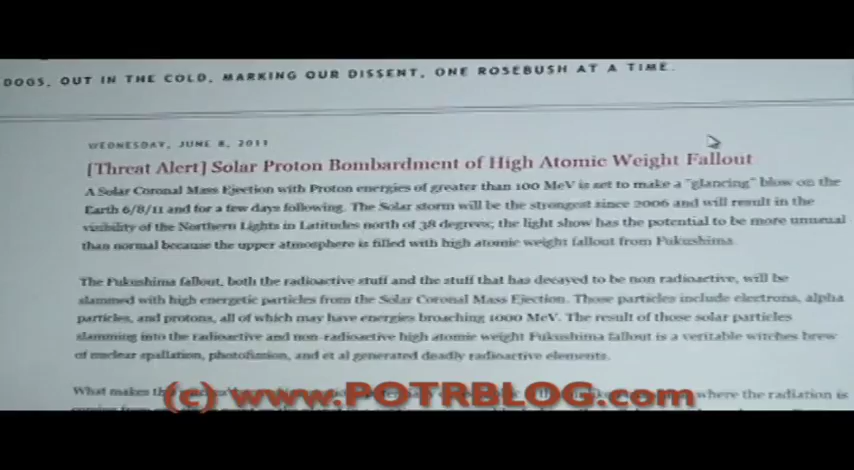 DOGS, OUT IN THE COLD, MARKING OUR DISSENT, ONE ROSEBUSH AT A TIME.
WEDNESDAY, JUNE 8, 2011
[Threat Alert] Solar Proton Bombardment of High Atomic Weight Fallout
A Solar Coronal Mass Ejection with Proton energies of greater than 100 MeV is set to make a "glancing" blow on the
Earth 6/8/11 and for a few days following. The Solar storm will be the strongest since 2006 and will result in the
visibility of the Northern Lights in Latitudes north of 38 degrees; the light show has the potential to be more unusual
than normal because the upper atmosphere is filled with high atomic weight fallout from Fukushima.
The Fukushima fallout, both the radioactive stuff and the stuff that has decayed to be non radioactive, will be
slammed with high energetic particles from the Solar Coronal Mass Ejection. Those particles include electrons, alpha
particles, and protons, all of which may have energies broaching 1000 MeV. The result of those solar particles
slamming into the radioactive and non-radioactive high atomic weight Fukushima fallout is a veritable witches brew
of nuclear spallation, photofission, and et al generated deadly radioactive elements.
What makes where the radiation is
(c) www.POTRBLOG.com